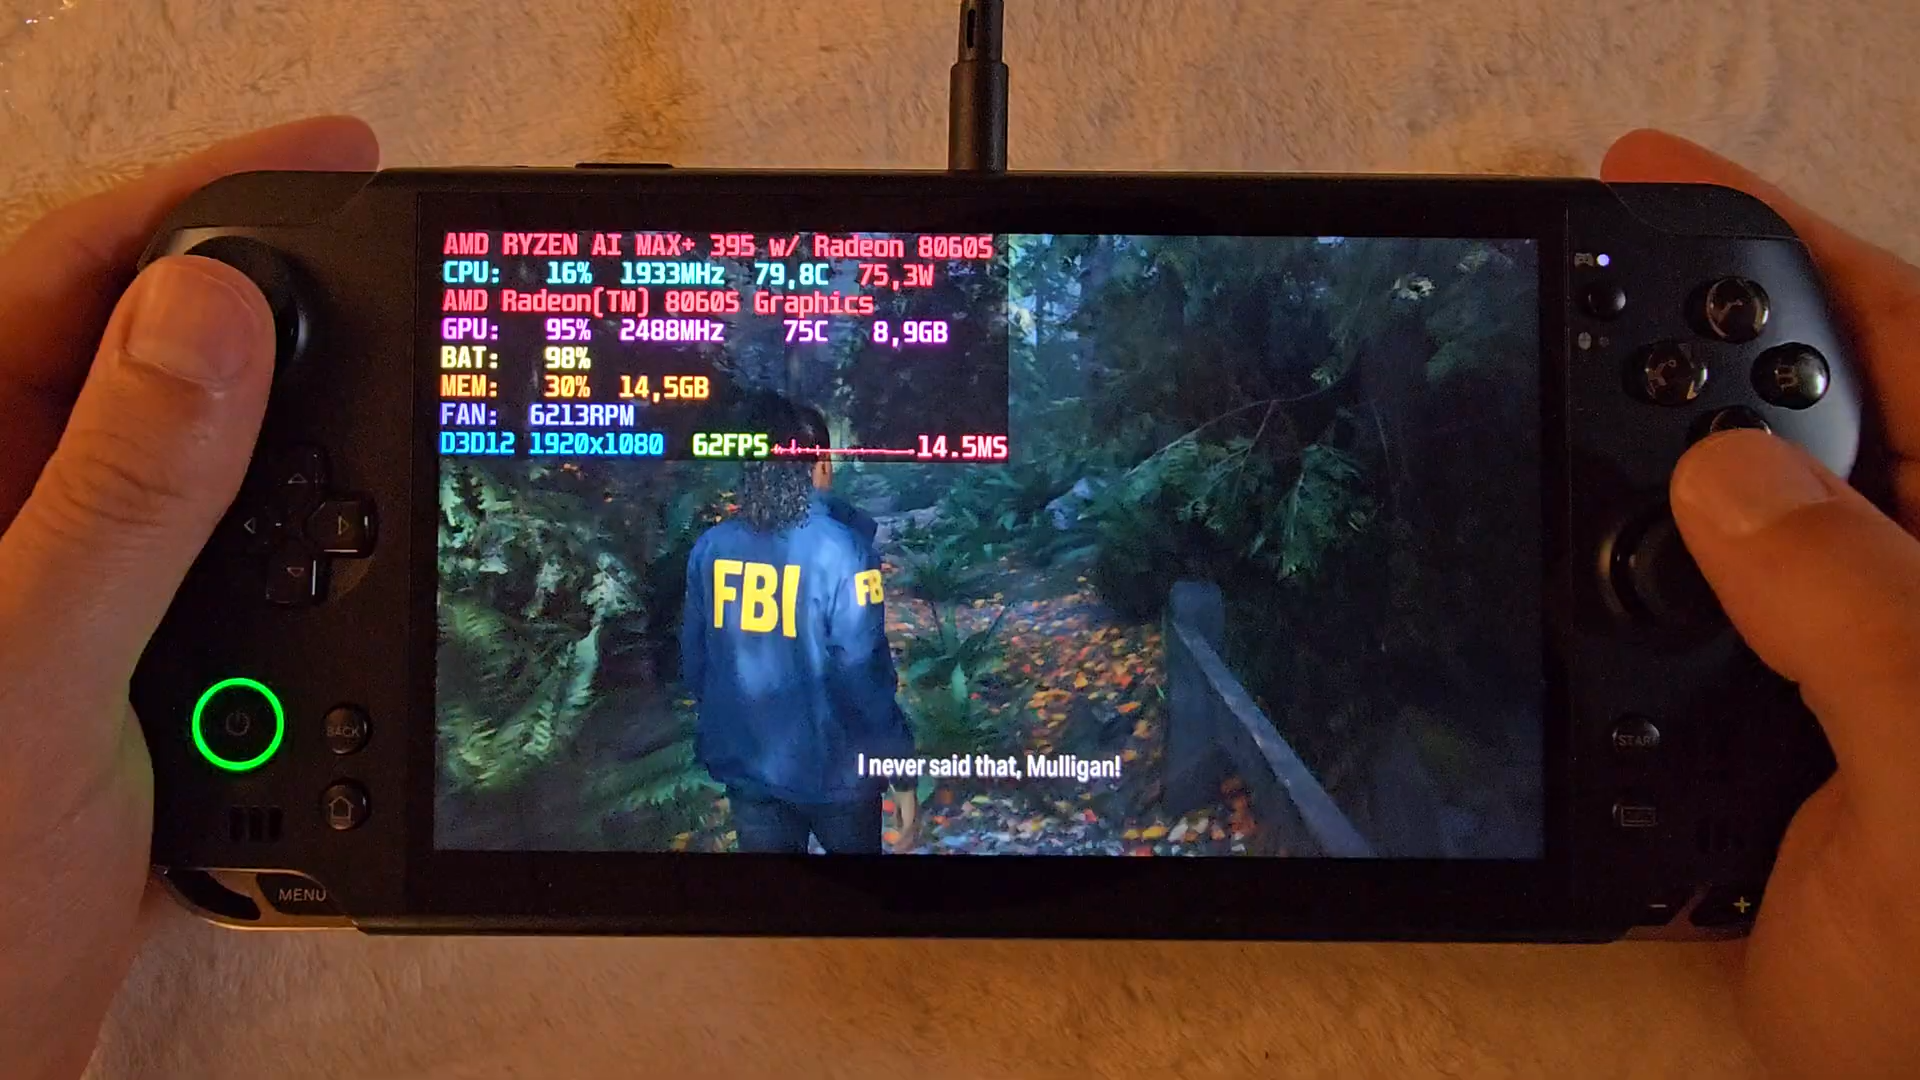 AMD RYZEN AI MAX+ 395 w/ Radeon 8060S
CPU: 16% 1933MHz 79,8C 75,3W
AMD Radeon(TM) 8060S Graphics
GPU: 95% 2488MHz 75C 8,9GB
BAT: 98%
MEM: 30% 14,5GB
FAN: 6213RPM
D3D12 1920x1080 62FPS 14.5MS
FBI
FB
I never said that, Mulligan!
BACK
MENU
Y
X
B
START
- +